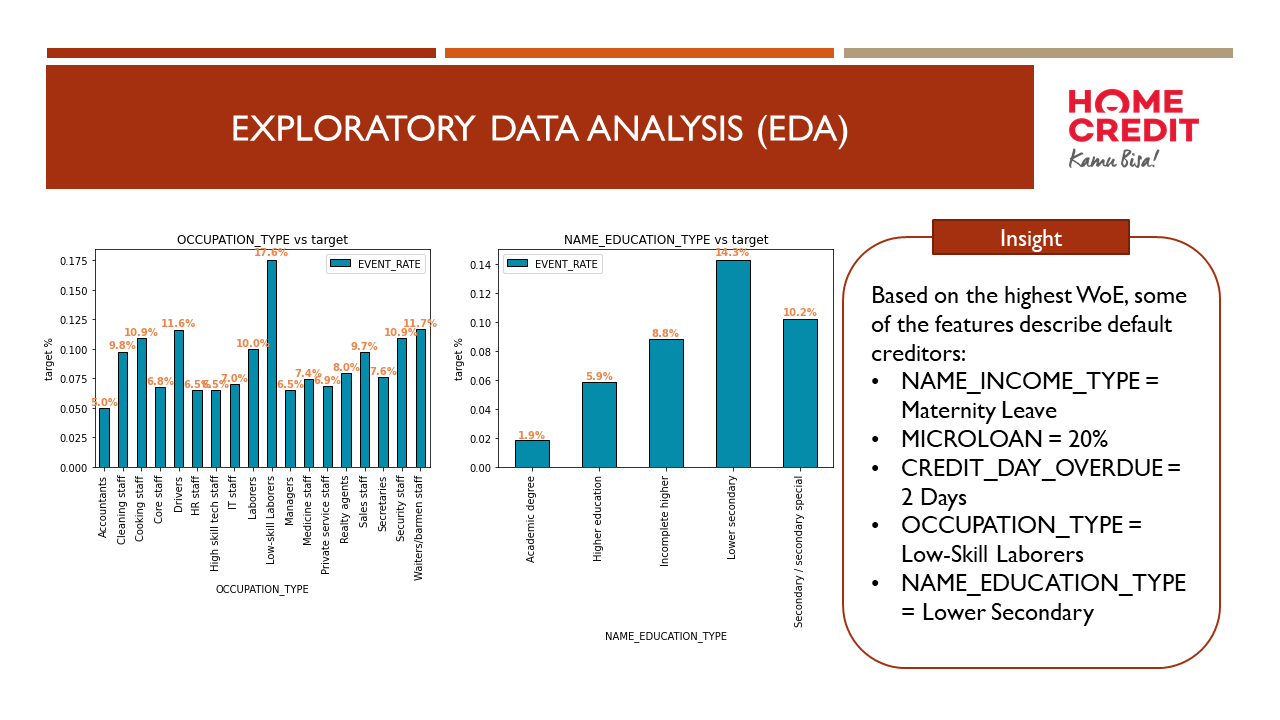 EXPLORATORY DATA ANALYSIS (EDA)
HOME
CREDIT
Kamu Bisa!
OCCUPATION_TYPE vs target
EVENT_RATE
target %
0.175
0.150
0.125
0.100
0.075
0.050
0.025
0.000
5.0%
9.8%
10.9%
6.8%
11.6%
6.5%
6.5%
7.0%
10.0%
17.6%
6.5%
7.4%
6.9%
8.0%
9.7%
7.6%
10.9%
11.7%
Accountants
Cleaning staff
Cooking staff
Core staff
Drivers
HR staff
High skill tech staff
IT staff
Laborers
Low-skill Laborers
Managers
Medicine staff
Private service staff
Realty agents
Sales staff
Secretaries
Security staff
Waiters/barmen staff
OCCUPATION_TYPE
NAME_EDUCATION_TYPE vs target
EVENT_RATE
target %
0.14
0.12
0.10
0.08
0.06
0.04
0.02
0.00
1.9%
5.9%
8.8%
14.3%
10.2%
Academic degree
Higher education
Incomplete higher
Lower secondary
Secondary / secondary special
NAME_EDUCATION_TYPE
Insight
Based on the highest WoE, some
of the features describe default
creditors:
• NAME_INCOME_TYPE =
Maternity Leave
• MICROLOAN = 20%
• CREDIT_DAY_OVERDUE =
2 Days
• OCCUPATION_TYPE =
Low-Skill Laborers
• NAME_EDUCATION_TYPE
= Lower Secondary